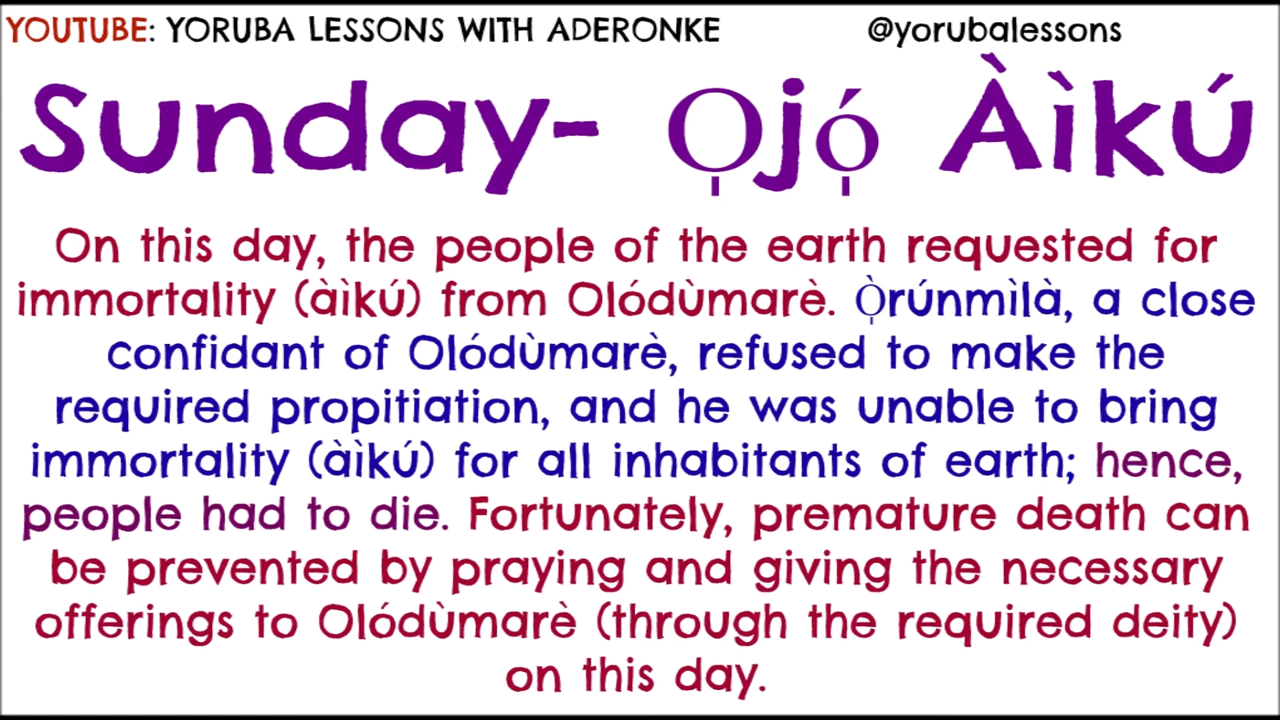 YOUTUBE: YORUBA LESSONS WITH ADERONKE @yorubalessons
Sunday- Ọjọ́ Àìkú
On this day, the people of the earth requested for
immortality (àìkú) from Olódùmarè. Ọ̀rúnmìlà, a close
confidant of Olódùmarè, refused to make the
required propitiation, and he was unable to bring
immortality (àìkú) for all inhabitants of earth; hence,
people had to die. Fortunately, premature death can
be prevented by praying and giving the necessary
offerings to Olódùmarè (through the required deity)
on this day.